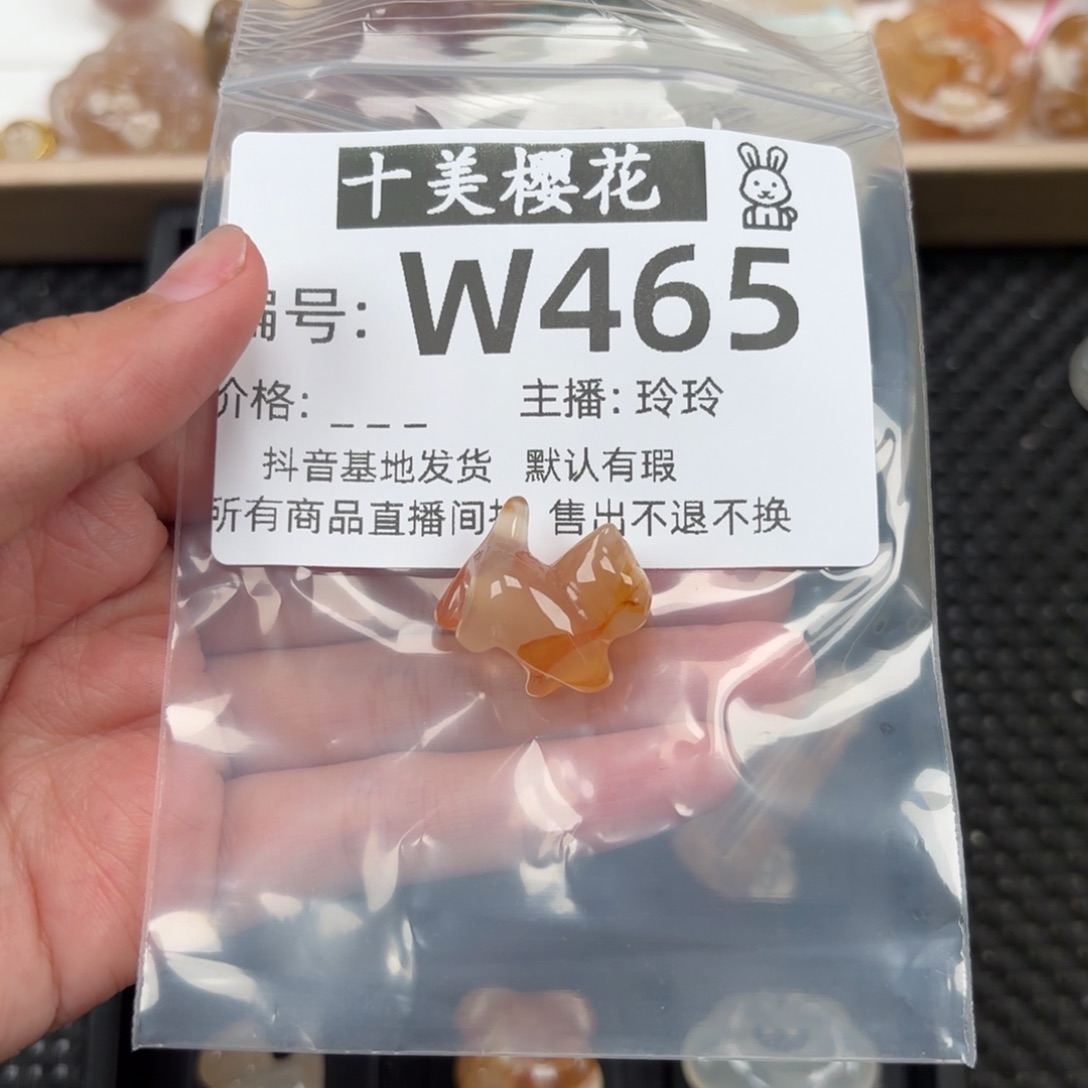 十美樱花
编号: W465
价格: _ _ _ 主播: 玲玲
抖音基地发货 默认有瑕
所有商品直播间 售出不退不换